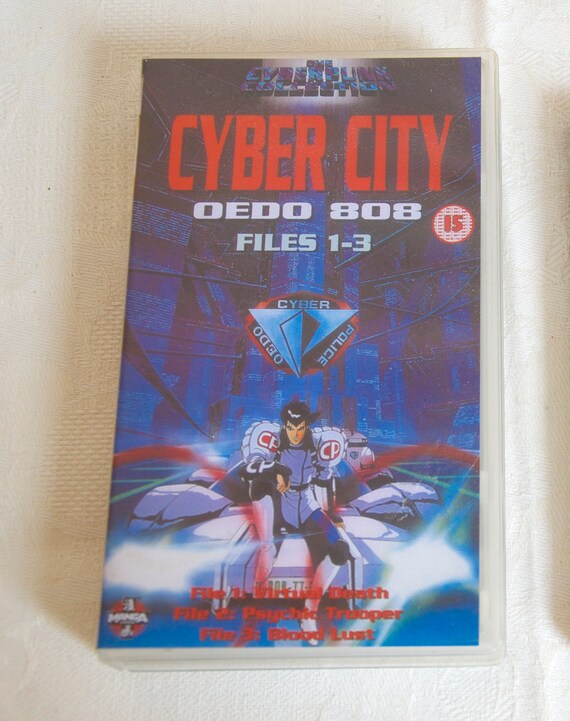 THE
CYBERPUNK
COLLECTION
CYBER CITY
OEDO 808
15
FILES 1-3
CYBER
OEDO
POLICE
CP
CP
CP
File 1: Virtual Death
File 2: Psychic Trooper
File 3: Blood Lust
MANGA